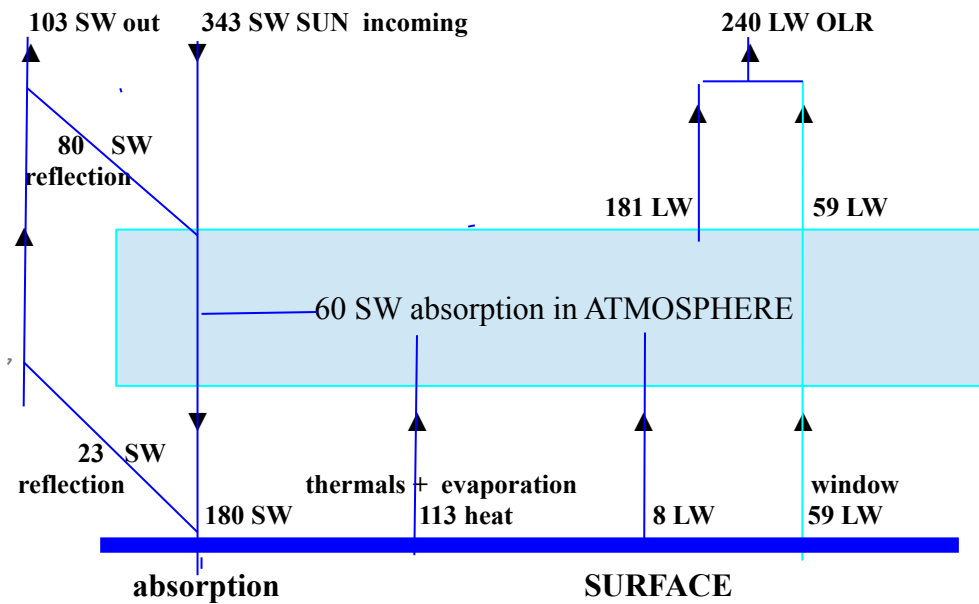 103 SW out
343 SW SUN incoming
240 LW OLR
80 SW
reflection
181 LW
59 LW
60 SW absorption in ATMOSPHERE
23 SW
reflection
thermals + evaporation
window
180 SW
113 heat
8 LW
59 LW
absorption
SURFACE